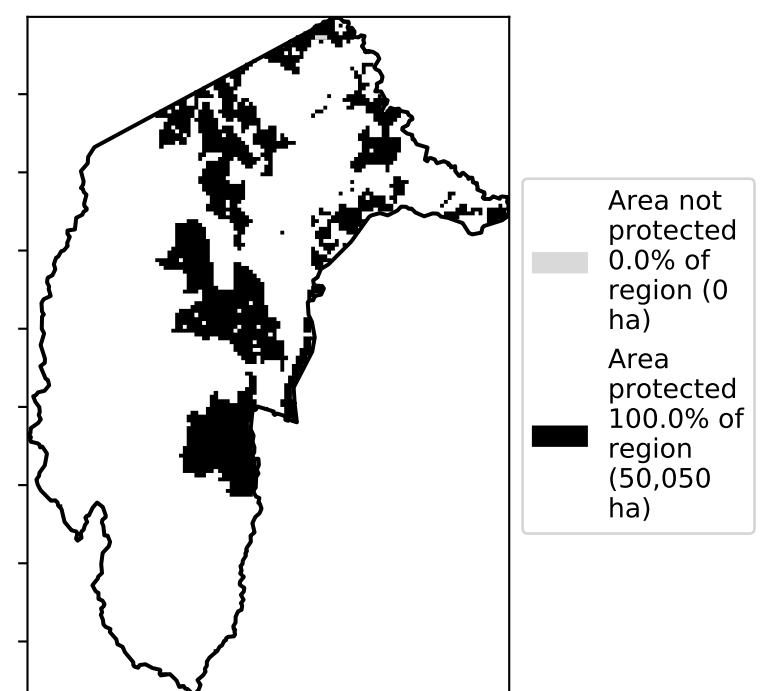 Area not
protected
0.0% of
region (0
ha)
Area
protected
100.0% of
region
(50,050
ha)